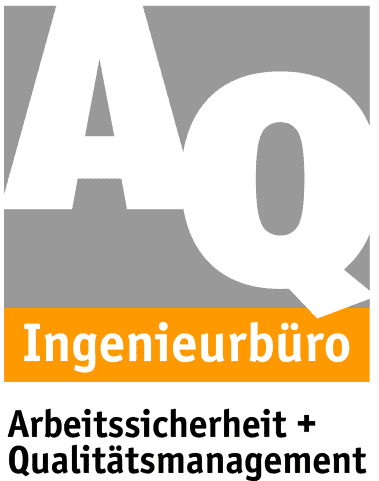 AQ
Ingenieurbüro
Arbeitssicherheit +
Qualitätsmanagement